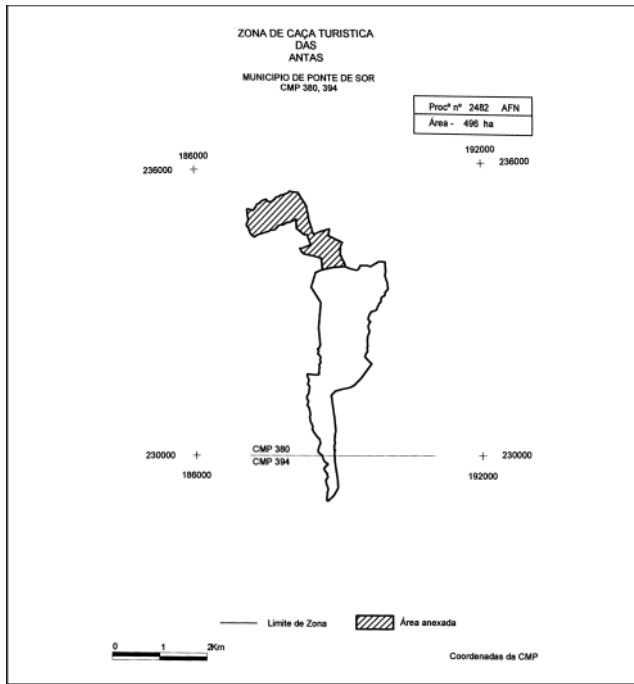 ZONA DE CAÇA TURISTICA
DAS
ANTAS
MUNICIPIO DE PONTE DE SOR
CMP 380, 394
Procº nº 2482 AFN
Área - 496 ha
186000
236000
192000
236000
CMP 380
CMP 394
230000
186000
230000
192000
Limite de Zona
Área anexada
0 1 2Km
Coordenadas da CMP